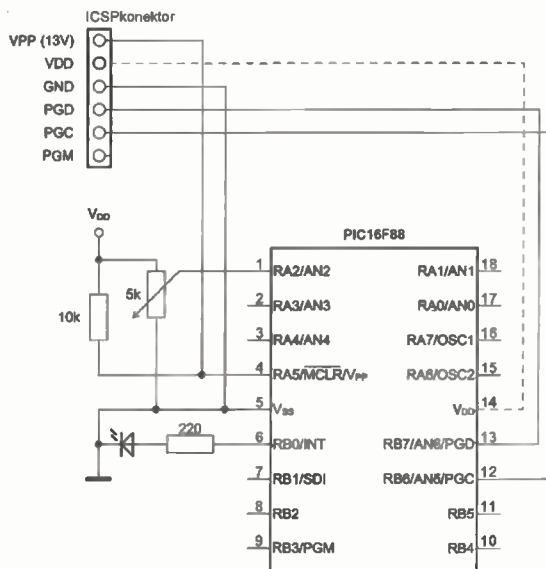 ICSPkonektor
VPP (13V)
VDD
GND
PGD
PGC
PGM
VDD
10k
5k
220
PIC16F88
1 RA2/AN2
2 RA3/AN3
3 RA4/AN4
4 RA5/MCLR/VPP
5 VSS
6 RB0/INT
7 RB1/SDI
8 RB2
9 RB3/PGM
RA1/AN1 18
RA0/AN0 17
RA7/OSC1 16
RA6/OSC2 15
VDD 14
RB7/AN6/PGD 13
RB6/AN5/PGC 12
RB5 11
RB4 10